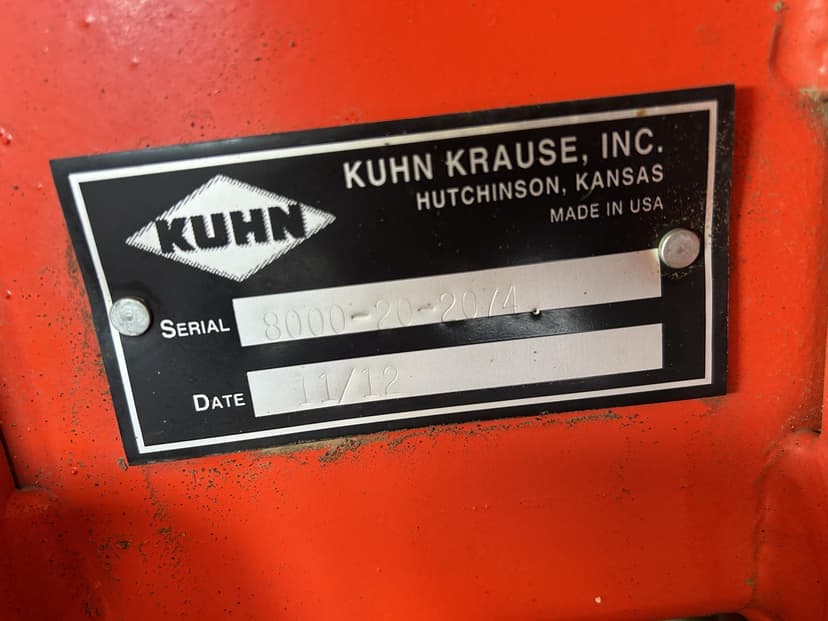 KUHN
KUHN KRAUSE, INC.
HUTCHINSON, KANSAS
MADE IN USA
SERIAL 8000-20-2074
DATE 11/12